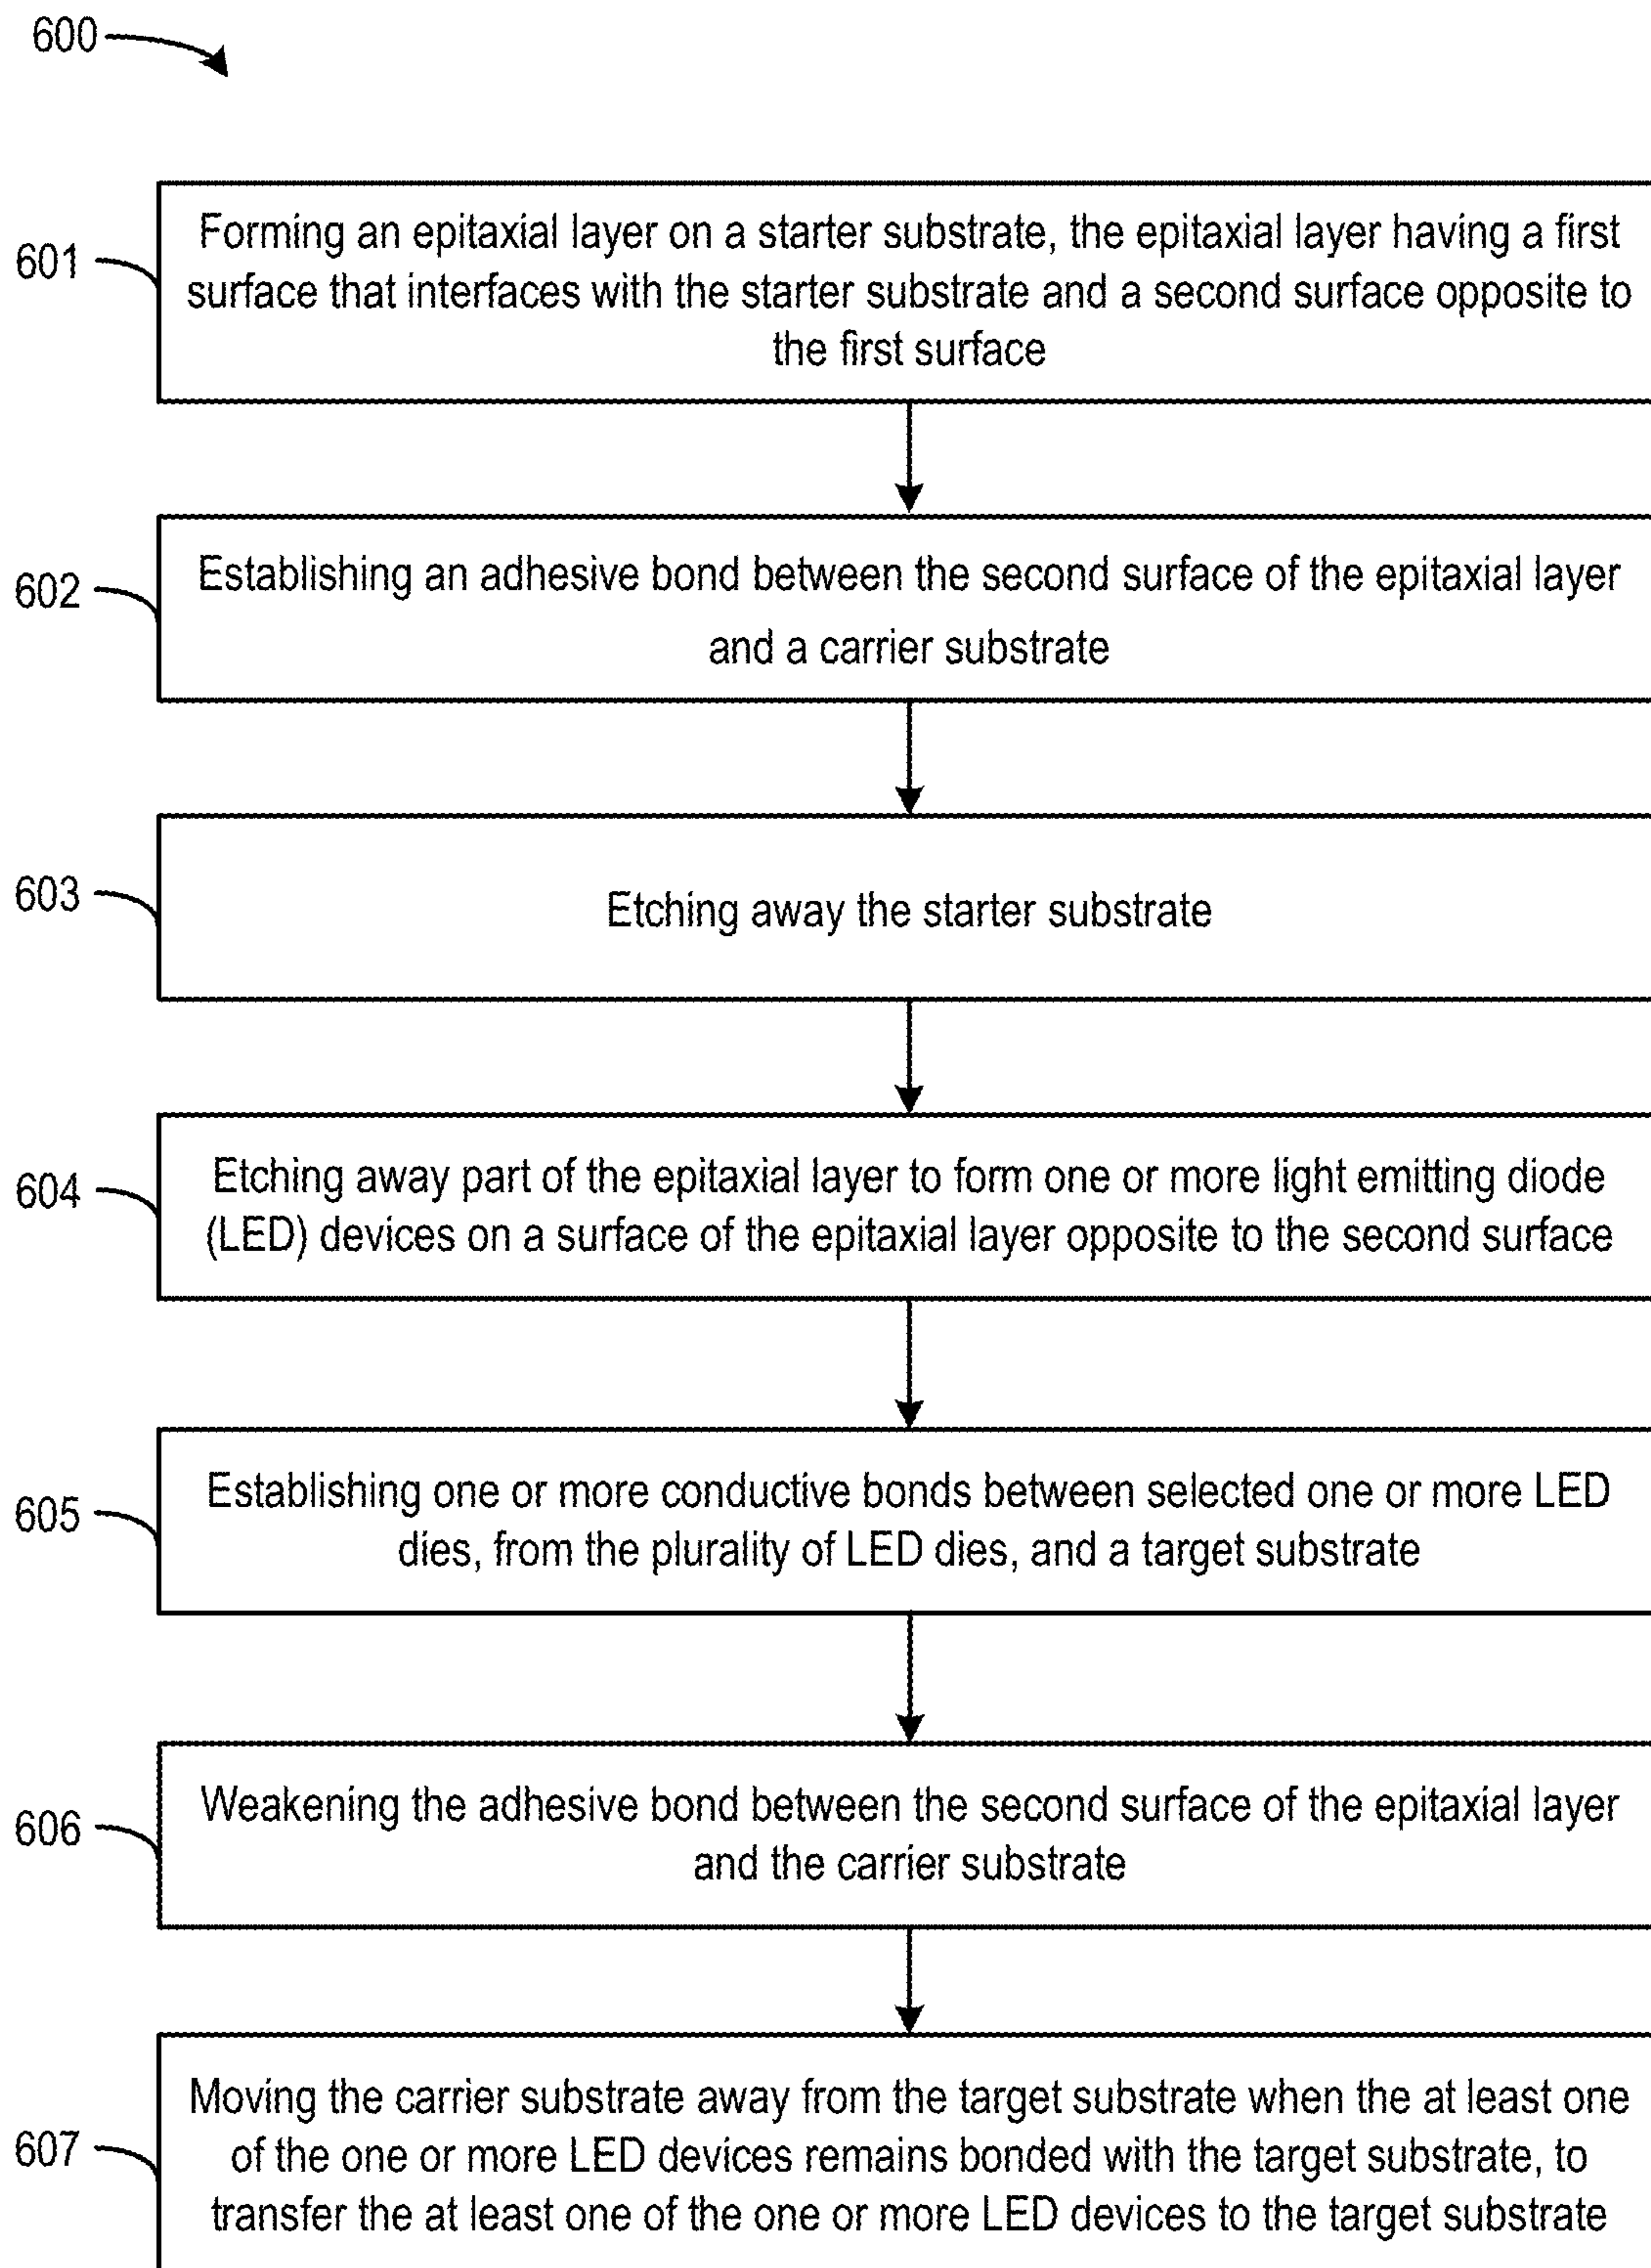 600
601
Forming an epitaxial layer on a starter substrate, the epitaxial layer having a first
surface that interfaces with the starter substrate and a second surface opposite to
the first surface
602
Establishing an adhesive bond between the second surface of the epitaxial layer
and a carrier substrate
603
Etching away the starter substrate
604
Etching away part of the epitaxial layer to form one or more light emitting diode
(LED) devices on a surface of the epitaxial layer opposite to the second surface
605
Establishing one or more conductive bonds between selected one or more LED
dies, from the plurality of LED dies, and a target substrate
606
Weakening the adhesive bond between the second surface of the epitaxial layer
and the carrier substrate
607
Moving the carrier substrate away from the target substrate when the at least one
of the one or more LED devices remains bonded with the target substrate, to
transfer the at least one of the one or more LED devices to the target substrate